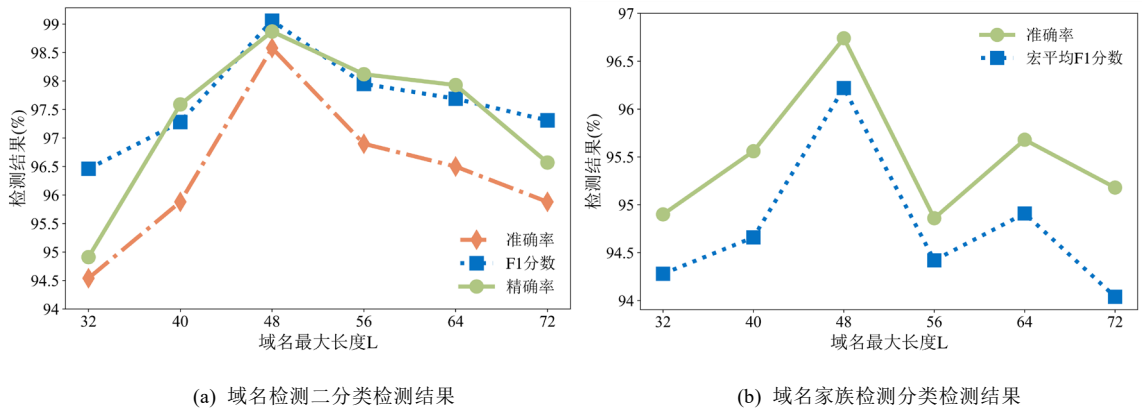 99
98.5
98
97.5
97
96.5
96
95.5
95
94.5
94
检测结果(%)
准确率
F1分数
精确率
32 40 48 56 64 72
域名最大长度L
(a) 域名检测二分类检测结果
97
96.5
96
95.5
95
94.5
94
检测结果(%)
准确率
宏平均F1分数
32 40 48 56 64 72
域名最大长度L
(b) 域名家族检测分类检测结果